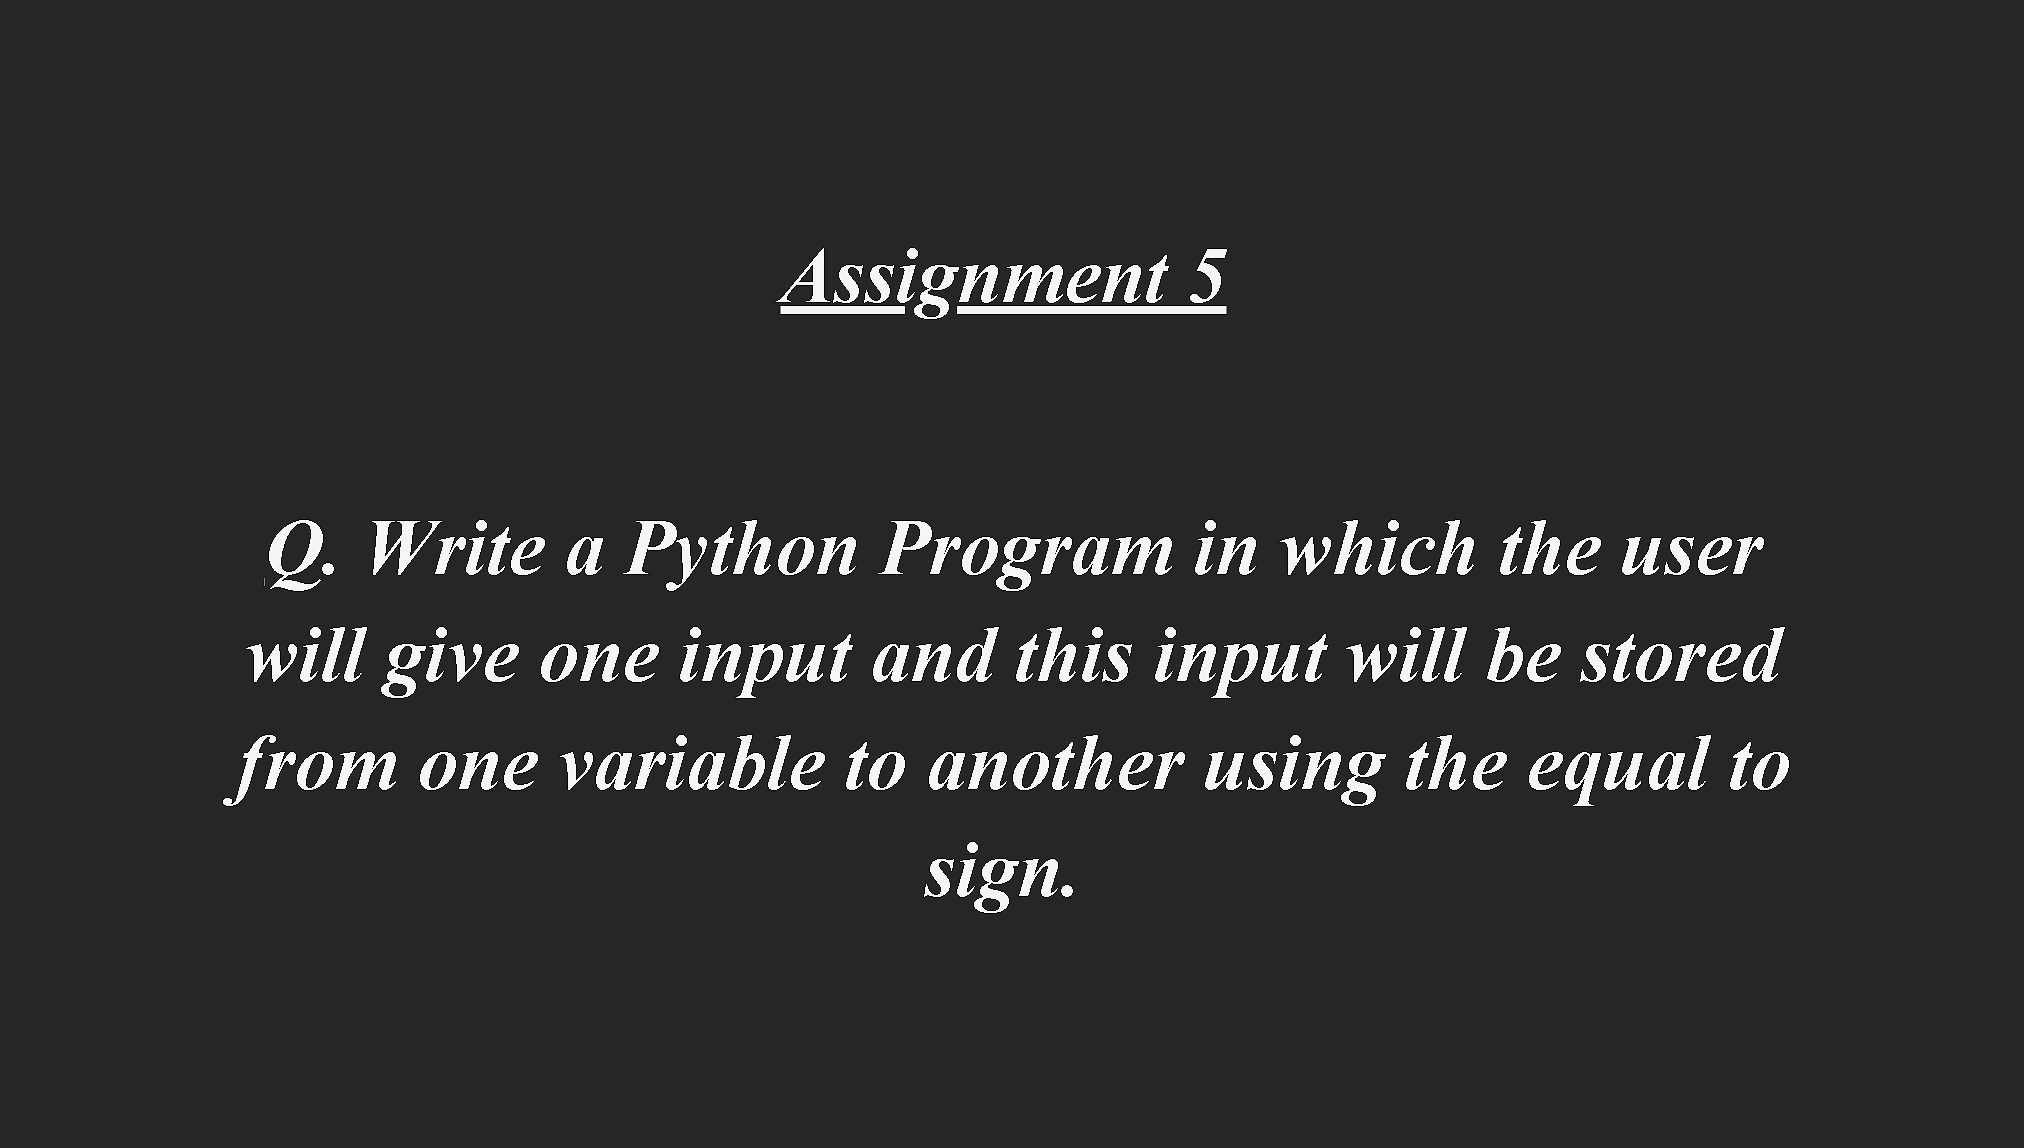 Assignment 5
Q. Write a Python Program in which the user
will give one input and this input will be stored
from one variable to another using the equal to
sign.